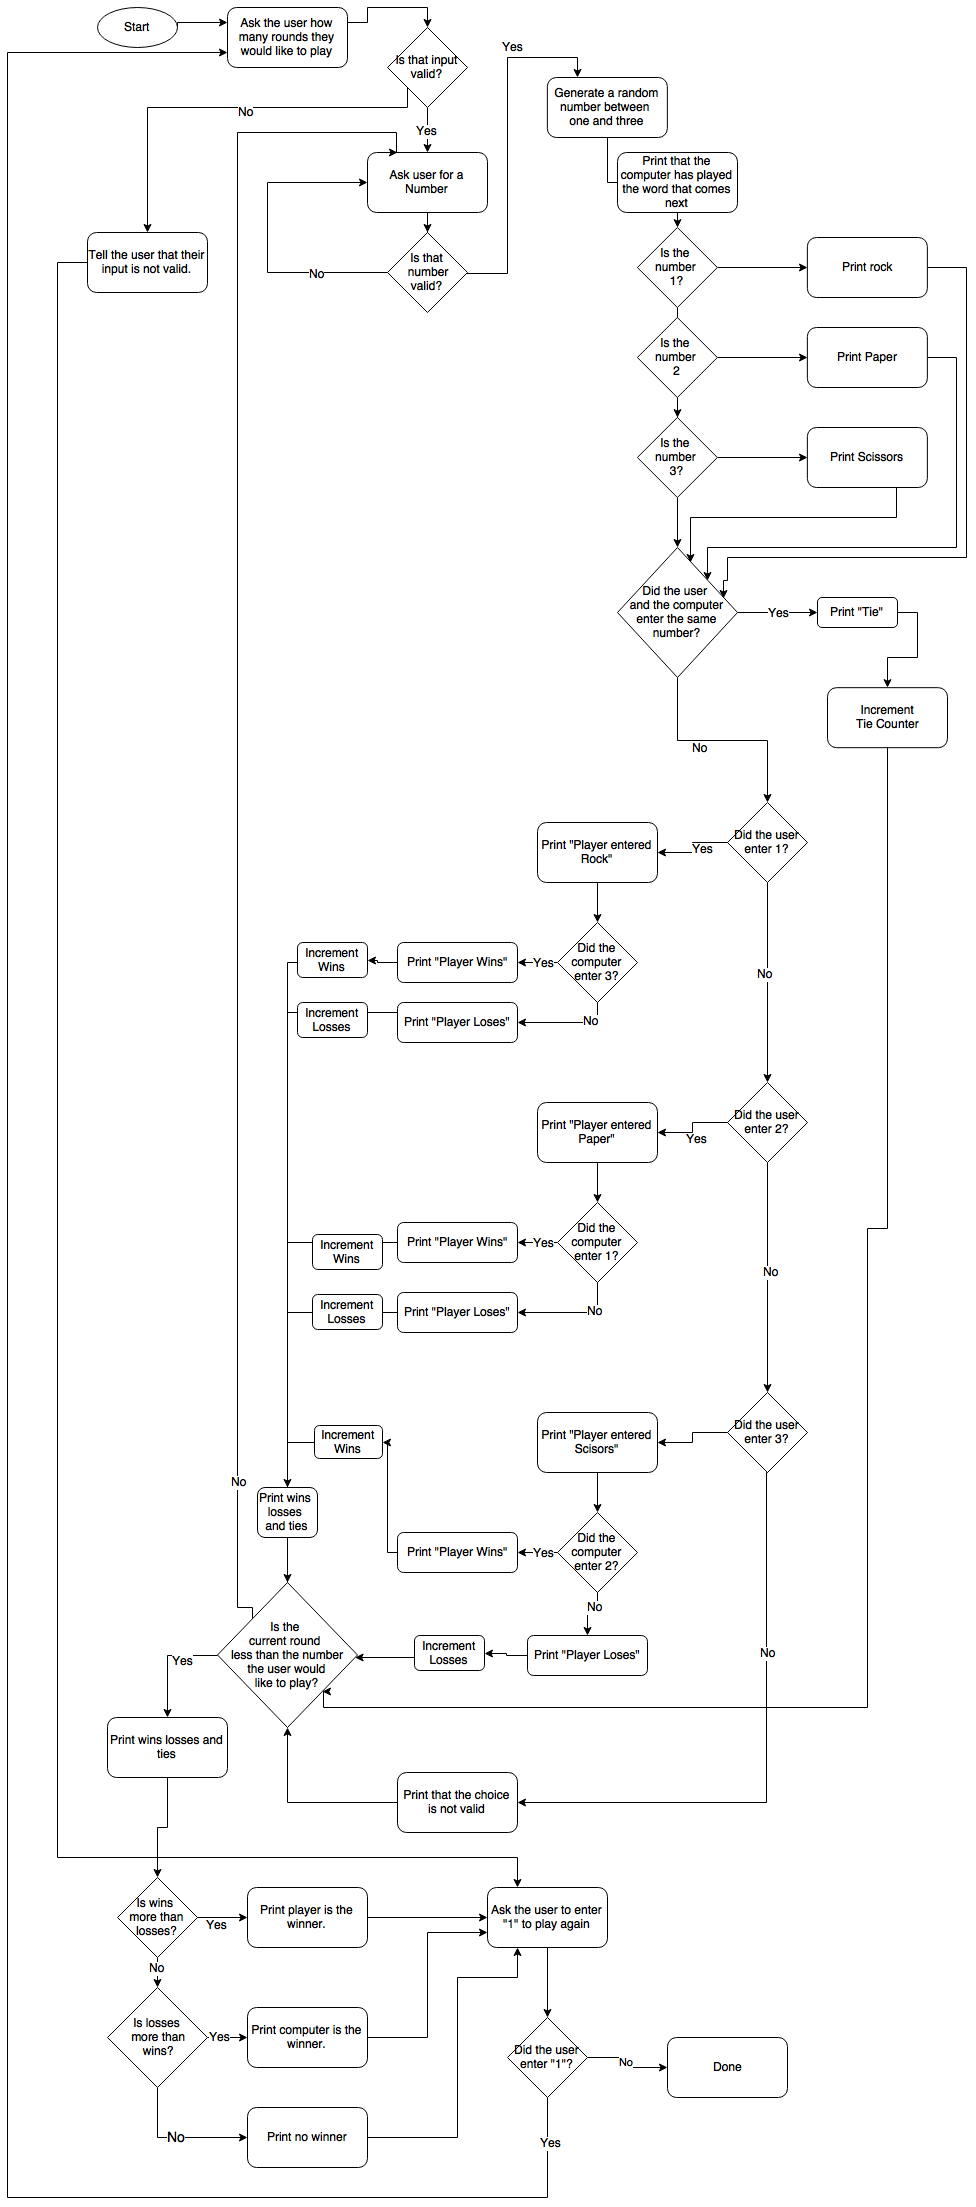 Start
Ask the user how
many rounds they
would like to play
Is that input
valid?
Yes
Generate a random
number between
one and three
No
Yes
Ask user for a
Number
Print that the
computer has played
the word that comes
next
Tell the user that their
input is not valid.
Is that
number
valid?
No
Is the
number
1?
Print rock
Is the
number
2
Print Paper
Is the
number
3?
Print Scissors
Did the user
and the computer
enter the same
number?
Yes
Print "Tie"
Increment
Tie Counter
No
Did the user
enter 1?
Yes
Print "Player entered
Rock"
Did the
computer
enter 3?
Yes
Print "Player Wins"
Increment
Wins
No
Print "Player Loses"
Increment
Losses
No
Did the user
enter 2?
Yes
Print "Player entered
Paper"
Did the
computer
enter 1?
Yes
Print "Player Wins"
Increment
Wins
No
Print "Player Loses"
Increment
Losses
No
Did the user
enter 3?
Print "Player entered
Scisors"
Increment
Wins
No
Print wins
losses
and ties
Did the
computer
enter 2?
Yes
Print "Player Wins"
No
Print "Player Loses"
Increment
Losses
Is the
current round
less than the number
the user would
like to play?
Yes
No
Print wins losses and
ties
Print that the choice
is not valid
Is wins
more than
losses?
Yes
Print player is the
winner.
Ask the user to enter
"1" to play again
No
Is losses
more than
wins?
Yes
Print computer is the
winner.
Did the user
enter "1"?
No
Done
No
Print no winner
Yes